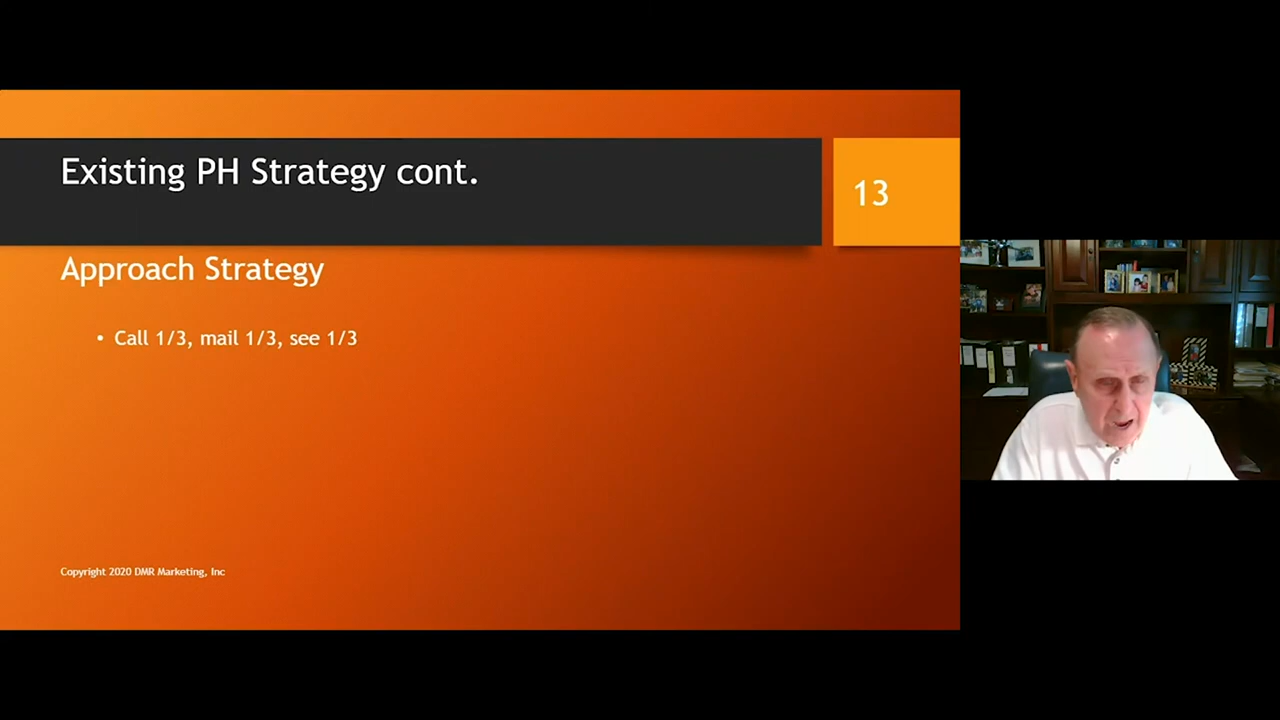 Existing PH Strategy cont.
13
Approach Strategy
• Call 1/3, mail 1/3, see 1/3
Copyright 2020 DMR Marketing, Inc